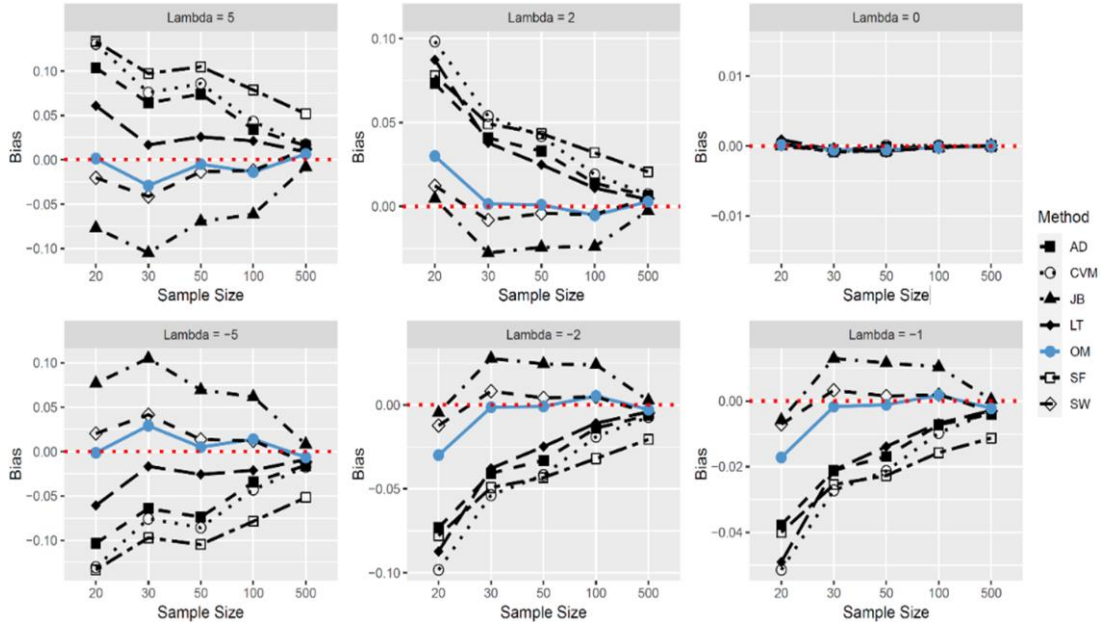 Lambda = 5
Lambda = 2
Lambda = 0
Bias
0.10
0.05
0.00
−0.05
−0.10
20 30 50 100 500
Sample Size
Bias
0.10
0.05
0.00
20 30 50 100 500
Sample Size
Bias
0.01
0.00
−0.01
20 30 50 100 500
Sample Size
Lambda = −5
Lambda = −2
Lambda = −1
Bias
0.10
0.05
0.00
−0.05
−0.10
20 30 50 100 500
Sample Size
Bias
0.00
−0.05
−0.10
20 30 50 100 500
Sample Size
Bias
0.00
−0.02
−0.04
20 30 50 100 500
Sample Size
Method
AD
CVM
JB
LT
OM
SF
SW